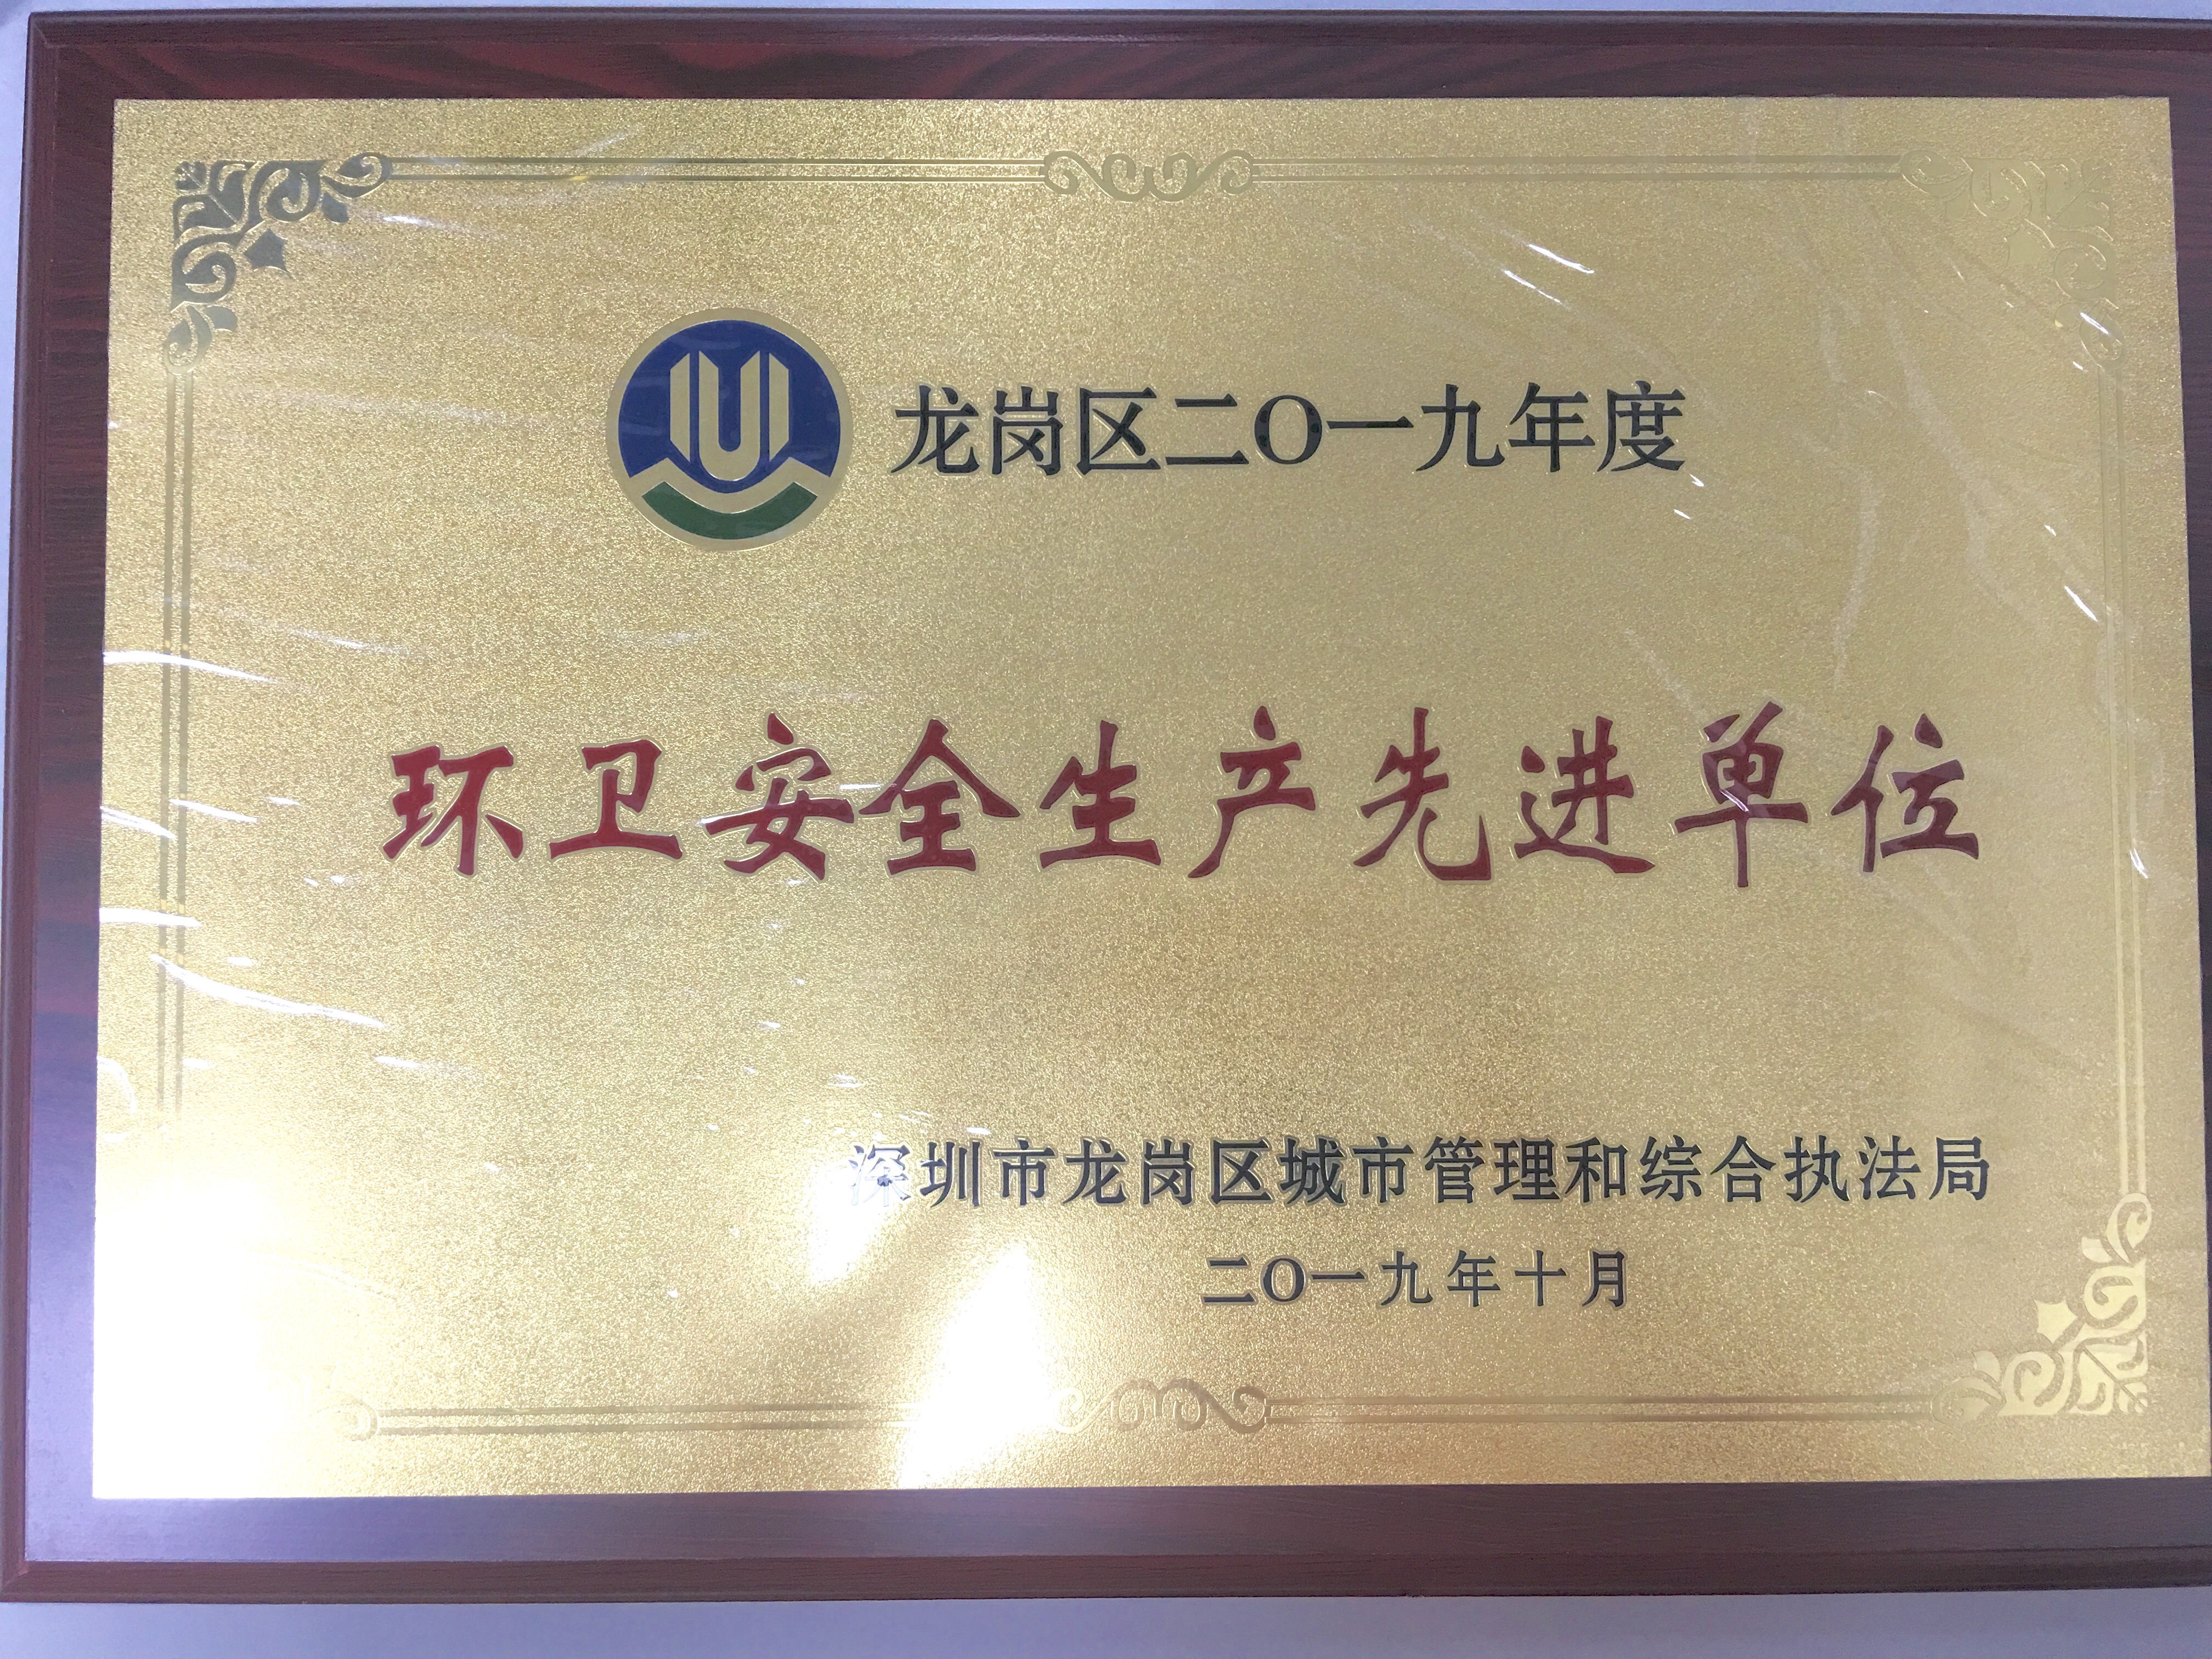 龙岗区二〇一九年度
环卫安全生产先进单位
深圳市龙岗区城市管理和综合执法局
二〇一九年十月